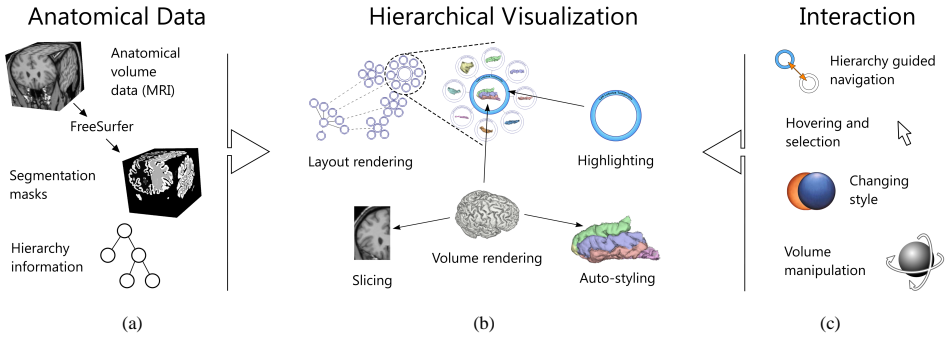 Anatomical Data
Anatomical
volume
data (MRI)
FreeSurfer
Segmentation
masks
Hierarchy
information
(a)
Hierarchical Visualization
Layout rendering
Highlighting
Slicing
Volume rendering
Auto-styling
(b)
Interaction
Hierarchy guided
navigation
Hovering and
selection
Changing
style
Volume
manipulation
(c)